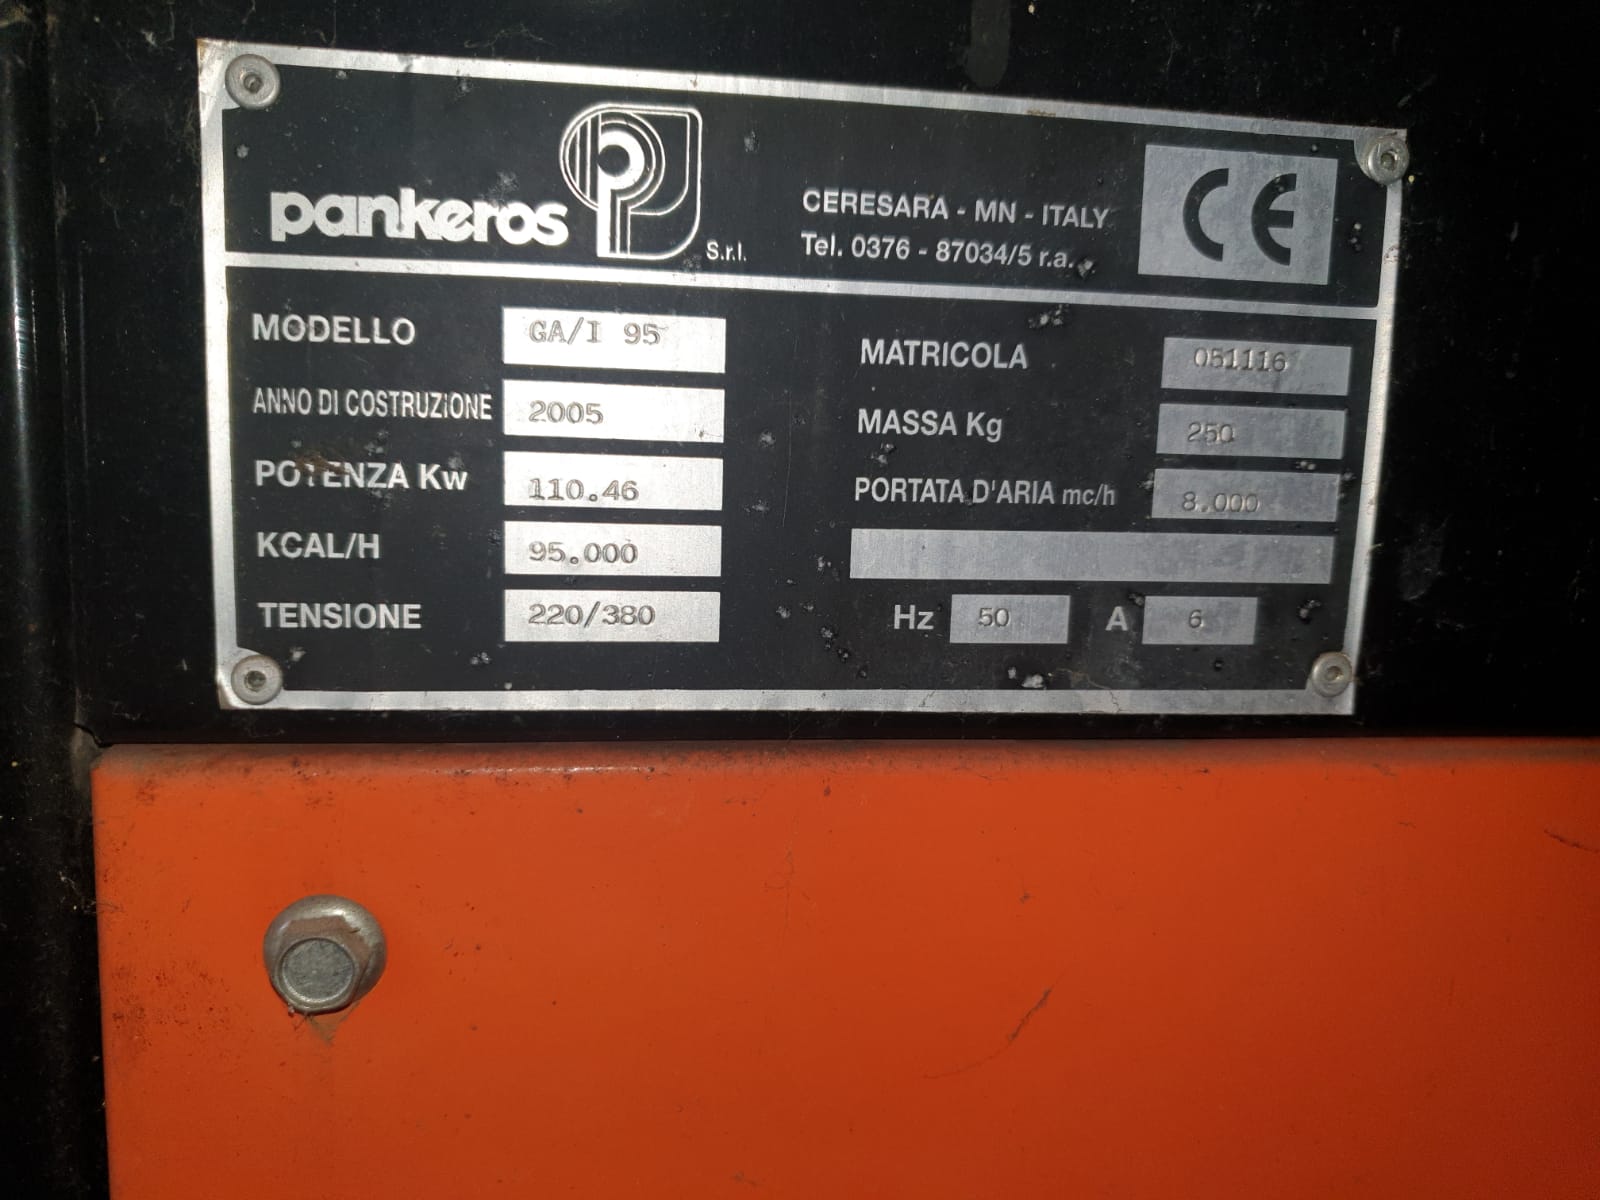 pankeros P S.r.l.
CERESARA - MN - ITALY
Tel. 0376 - 87034/5 r.a.
CE
MODELLO GA/I 95
MATRICOLA 051116
ANNO DI COSTRUZIONE 2005
MASSA Kg 250
POTENZA Kw 110.46
PORTATA D'ARIA mc/h 8.000
KCAL/H 95.000
TENSIONE 220/380
Hz 50 A 6